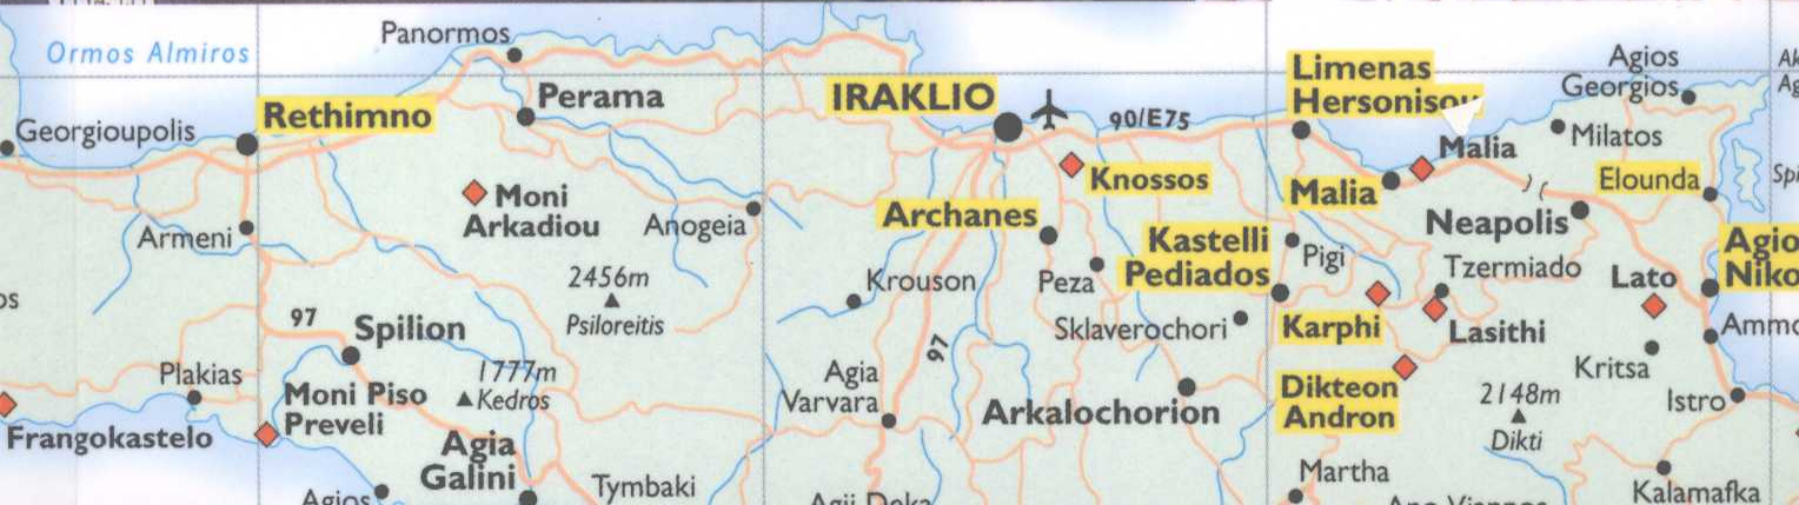 Panormos
Ormos Almiros
Perama
Rethimno
Georgioupolis
IRAKLIO
90/E75
Limenas
Hersonisou
Agios
Georgios
Milatos
Malia
Knossos
Malia
Elounda
Moni
Arkadiou
Anogeia
Armeni
Archanes
Neapolis
Kastelli
Pediados
Pigi
Tzermiado
Lato
2456m
Psiloreitis
Krouson
Peza
97
Spilion
Sklaverochori
Karphi
Lasithi
97
Plakias
1777m
Kedros
Moni Piso
Preveli
Agia
Varvara
Arkalochorion
Dikteon
Andron
2148m
Dikti
Kritsa
Istro
Frangokastelo
Agia
Galini
Tymbaki
Agios
Martha
Kalamafka